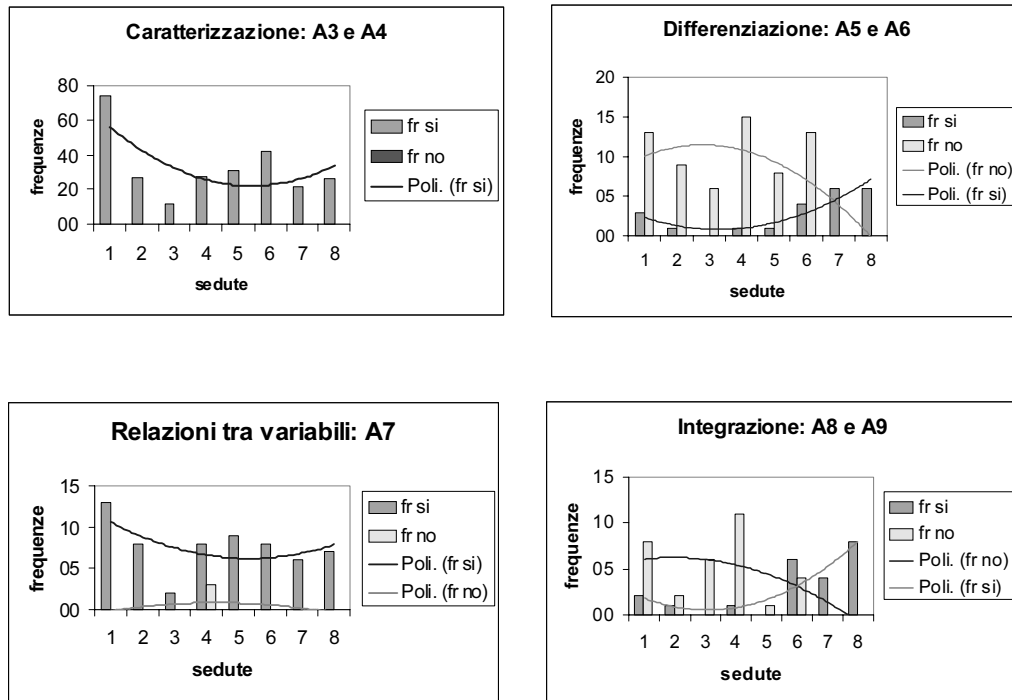 Caratterizzazione: A3 e A4
80
60
40
20
00
frequenze
1 2 3 4 5 6 7 8
sedute
fr si
fr no
Poli. (fr si)
Differenziazione: A5 e A6
20
15
10
05
00
frequenze
1 2 3 4 5 6 7 8
sedute
fr si
fr no
Poli. (fr no)
Poli. (fr si)
Relazioni tra variabili: A7
15
10
05
00
frequenze
1 2 3 4 5 6 7 8
sedute
fr si
fr no
Poli. (fr si)
Poli. (fr no)
Integrazione: A8 e A9
15
10
05
00
frequenze
1 2 3 4 5 6 7 8
sedute
fr si
fr no
Poli. (fr no)
Poli. (fr si)